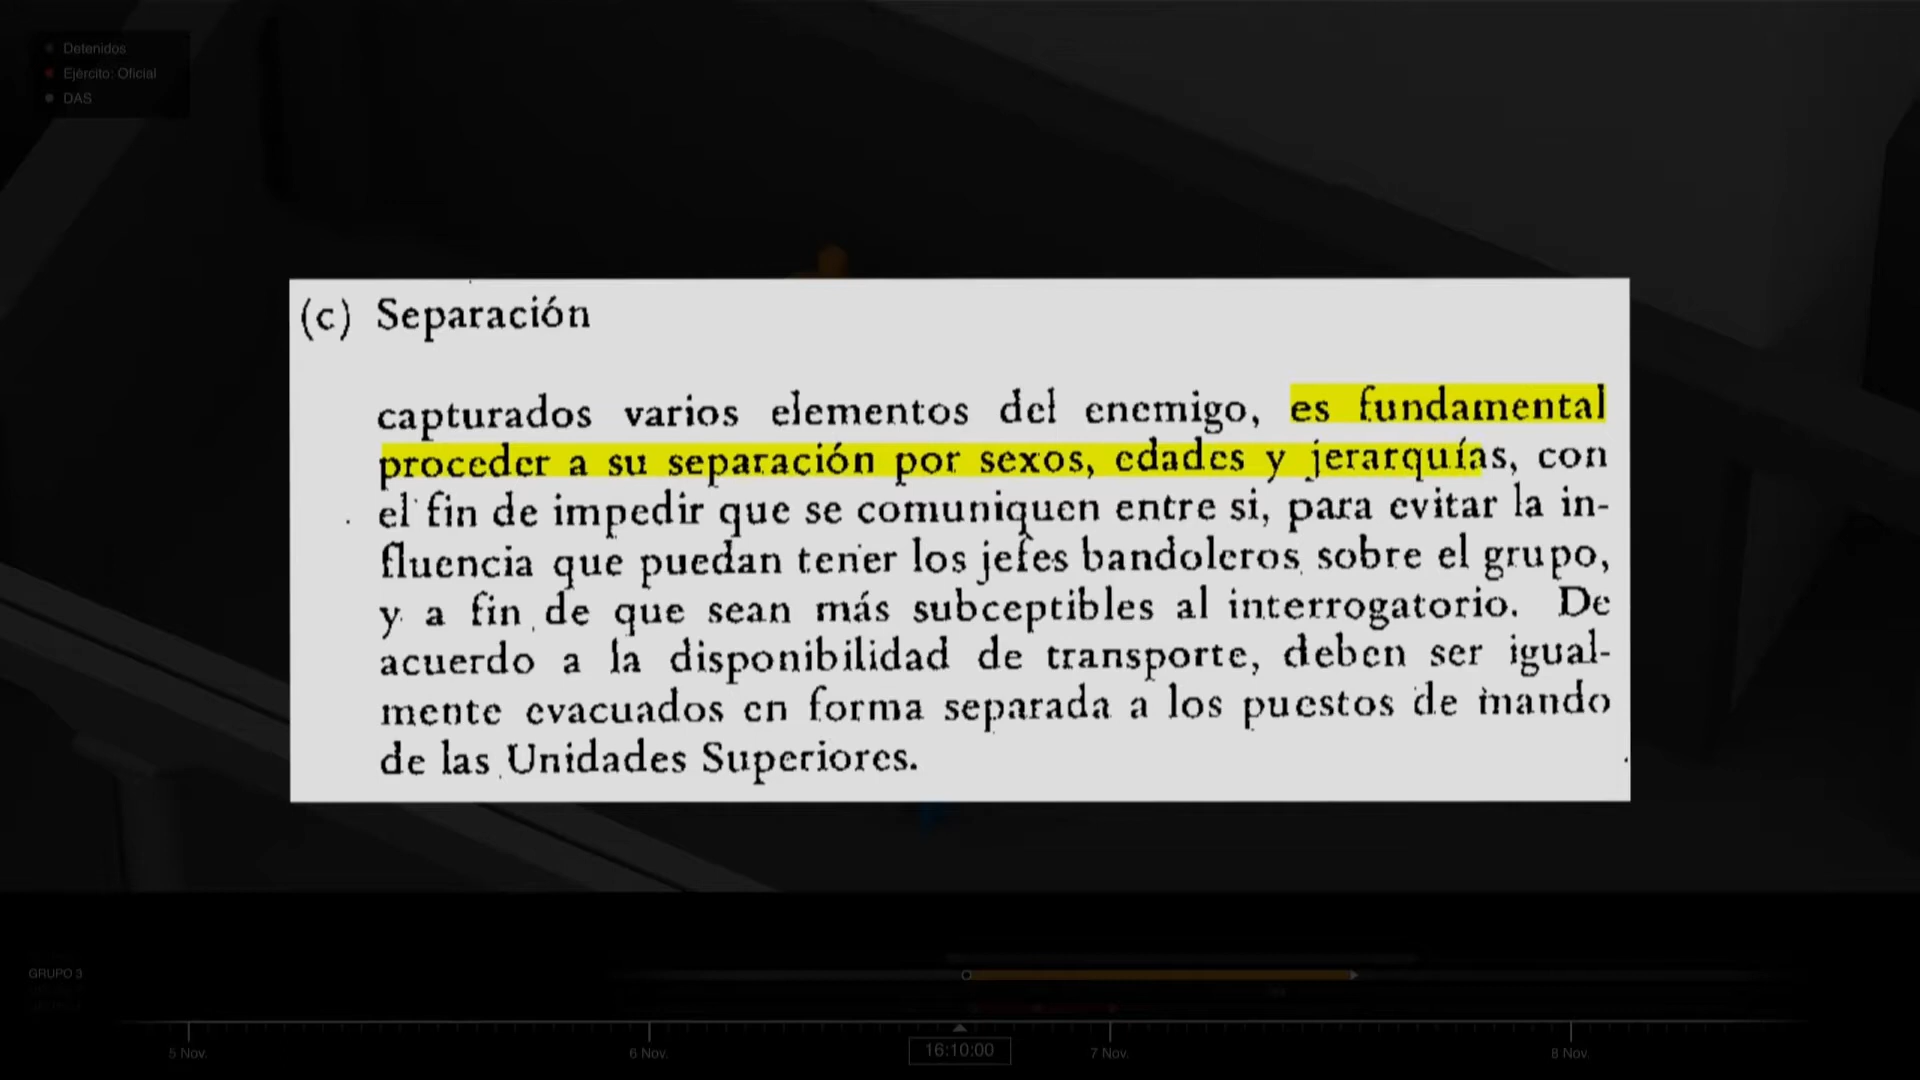 Detenidos
Ejército: Oficial
DAS
(c) Separación
capturados varios elementos del enemigo, es fundamental
proceder a su separación por sexos, edades y jerarquías, con
el fin de impedir que se comuniquen entre si, para evitar la in-
fluencia que puedan tener los jefes bandoleros sobre el grupo,
y a fin de que sean más subceptibles al interrogatorio. De
acuerdo a la disponibilidad de transporte, deben ser igual-
mente evacuados en forma separada a los puestos de mando
de las Unidades Superiores.
GRUPO 3
5 Nov.
6 Nov.
16:10:00
7 Nov.
8 Nov.